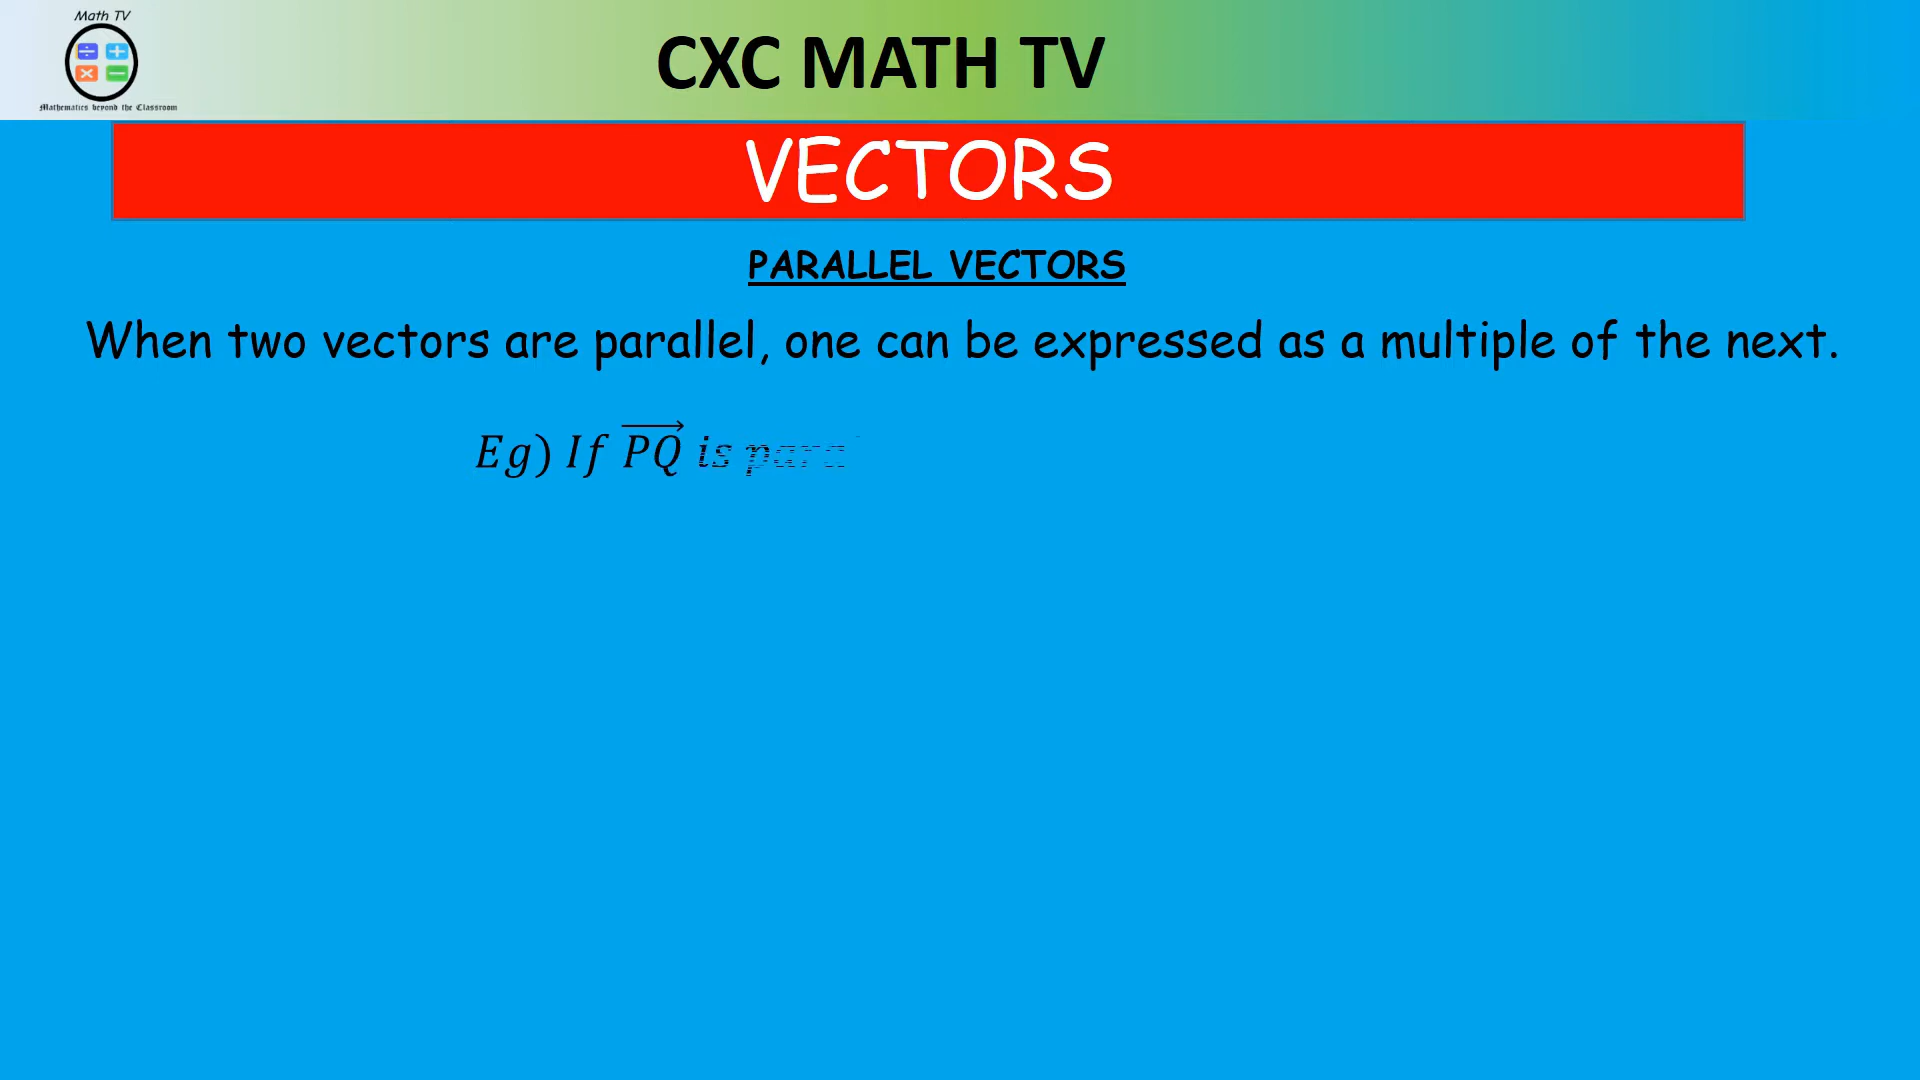 Math TV
Mathematics beyond the Classroom
CXC MATH TV
VECTORS
PARALLEL VECTORS
When two vectors are parallel, one can be expressed as a multiple of the next.
Eg) If \overrightarrow{PQ} is